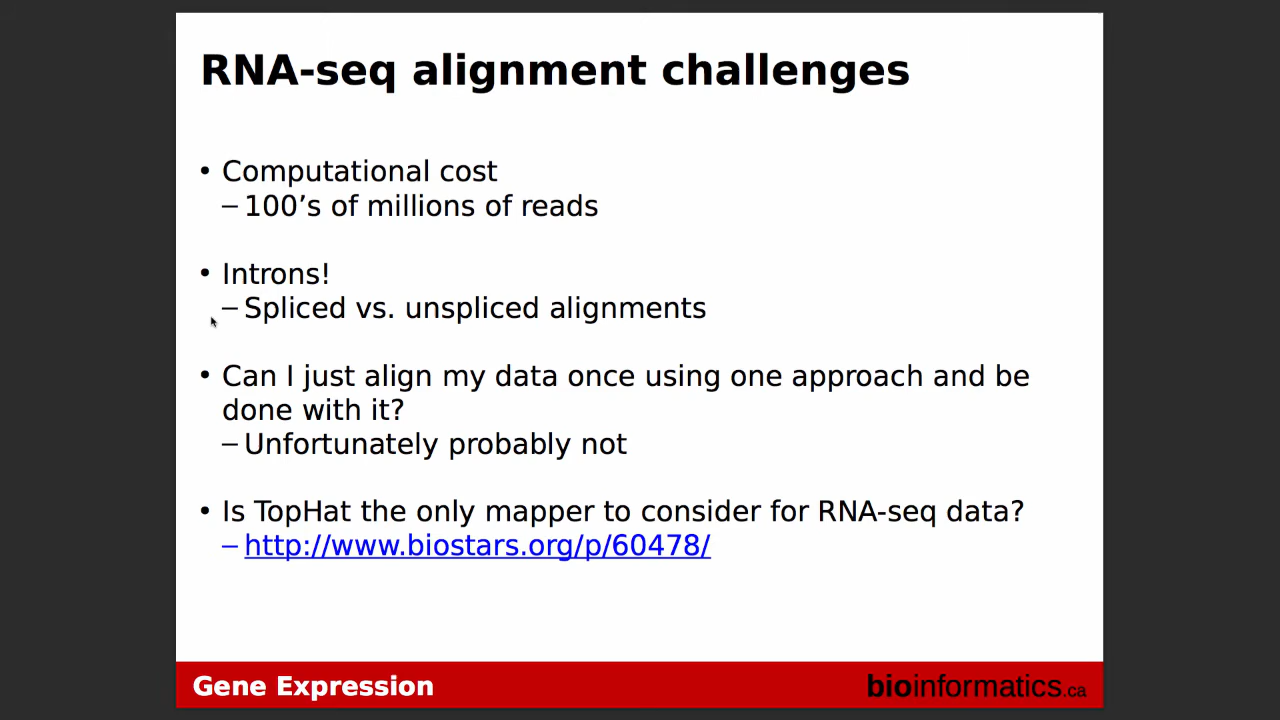 RNA-seq alignment challenges
• Computational cost
– 100’s of millions of reads
• Introns!
– Spliced vs. unspliced alignments
• Can I just align my data once using one approach and be
done with it?
– Unfortunately probably not
• Is TopHat the only mapper to consider for RNA-seq data?
– http://www.biostars.org/p/60478/
Gene Expression
bioinformatics.ca